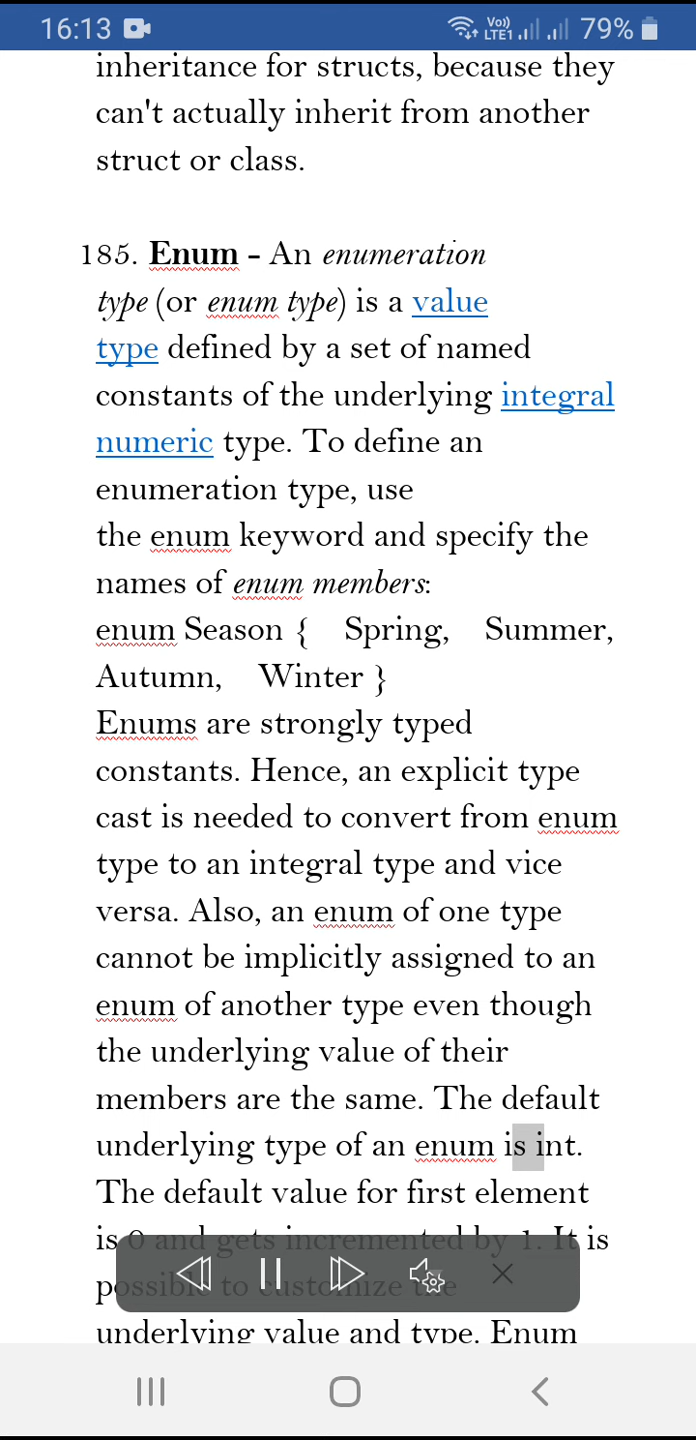 16:13 Vo)) LTE1 79%
inheritance for structs, because they
can't actually inherit from another
struct or class.
185. Enum - An enumeration
type (or enum type) is a value
type defined by a set of named
constants of the underlying integral
numeric type. To define an
enumeration type, use
the enum keyword and specify the
names of enum members:
enum Season {    Spring,    Summer,
Autumn,    Winter }
Enums are strongly typed
constants. Hence, an explicit type
cast is needed to convert from enum
type to an integral type and vice
versa. Also, an enum of one type
cannot be implicitly assigned to an
enum of another type even though
the underlying value of their
members are the same. The default
underlying type of an enum is int.
The default value for first element
is 0 and gets incremented by 1. It is
possible to customize the
underlying value and type. Enum